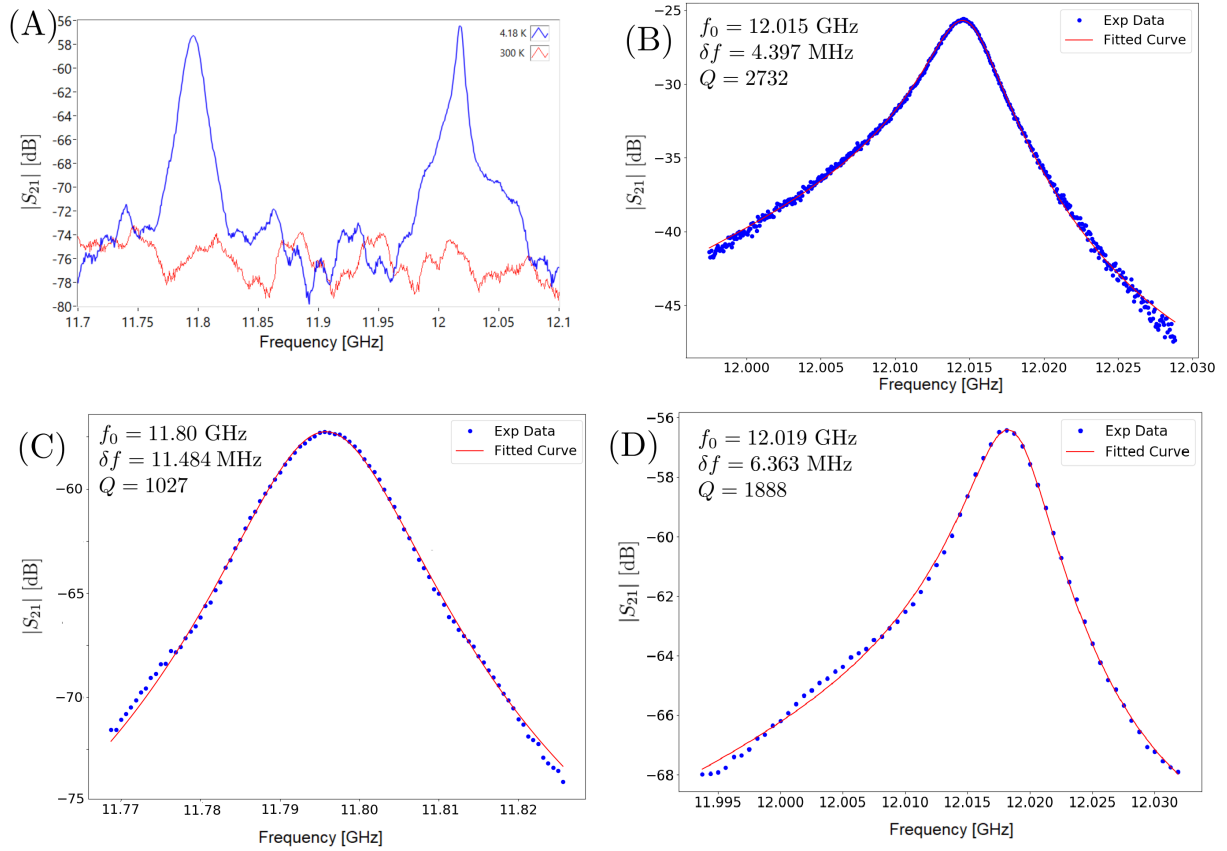 (A)
56
58
60
62
64
66
68
-70
-72
-74
-76
-78
-80
|S21| [dB]
4.18 K
300 K
11.7 11.75 11.8 11.85 11.9 11.95 12 12.05 12.1
Frequency [GHz]
(B)
f0 = 12.015 GHz
δf = 4.397 MHz
Q = 2732
Exp Data
Fitted Curve
−25
−30
−35
−40
−45
|S21| [dB]
12.000 12.005 12.010 12.015 12.020 12.025 12.030
Frequency [GHz]
(C)
f0 = 11.80 GHz
δf = 11.484 MHz
Q = 1027
Exp Data
Fitted Curve
−60
−65
−70
−75
|S21| [dB]
11.77 11.78 11.79 11.80 11.81 11.82
Frequency [GHz]
(D)
f0 = 12.019 GHz
δf = 6.363 MHz
Q = 1888
Exp Data
Fitted Curve
−56
−58
−60
−62
−64
−66
−68
|S21| [dB]
11.995 12.000 12.005 12.010 12.015 12.020 12.025 12.030
Frequency [GHz]